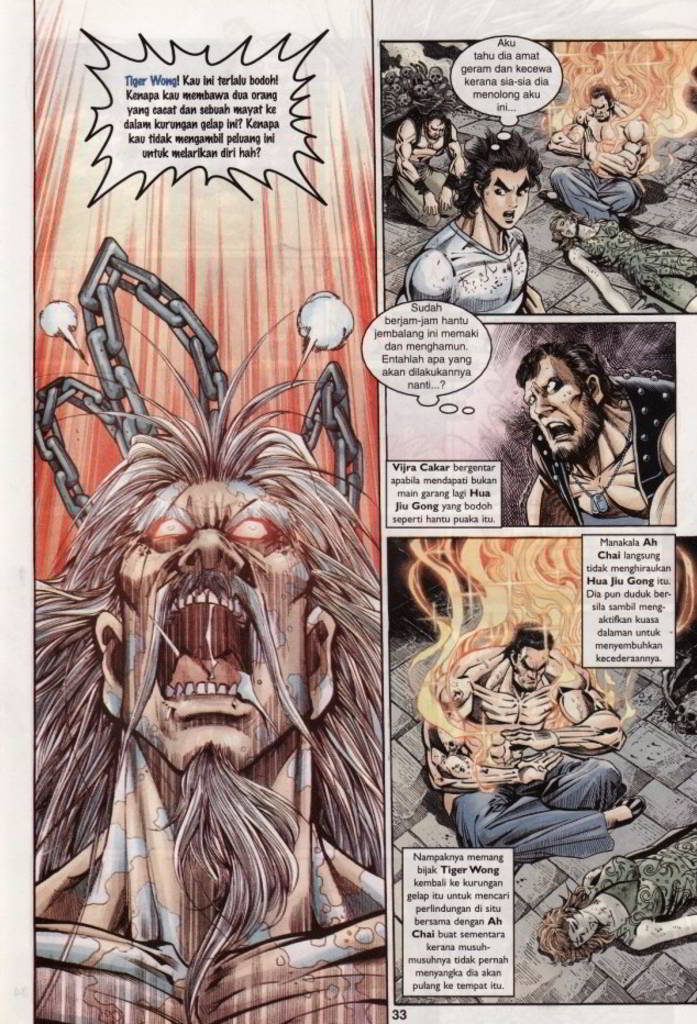 Tiger Wong! Kau ini terlalu bodoh!
Kenapa kau membawa dua orang
yang cacat dan sebuah mayat ke
dalam kurungan gelap ini? Kenapa
kau tidak mengambil peluang ini
untuk melarikan diri hah?
Aku
tahu dia amat
geram dan kecewa
kerana sia-sia dia
menolong aku
ini...
Sudah
berjam-jam hantu
jembalang ini memaki
dan menghamun.
Entahlah apa yang
akan dilakukannya
nanti...?
Vijra Cakar bergentar
apabila mendapati bukan
main garang lagi Hua
Jiu Gong yang bodoh
seperti hantu puaka itu.
Manakala Ah
Chai langsung
tidak menghiraukan
Hua Jiu Gong itu.
Dia pun duduk ber-
sila sambil meng-
aktifkan kuasa
dalaman untuk
menyembuhkan
kecederaannya.
Nampaknya memang
bijak Tiger Wong
kembali ke kurungan
gelap itu untuk mencari
perlindungan di situ
bersama dengan Ah
Chai buat sementara
kerana musuh-
musuhnya tidak pernah
menyangka dia akan
pulang ke tempat itu.
33